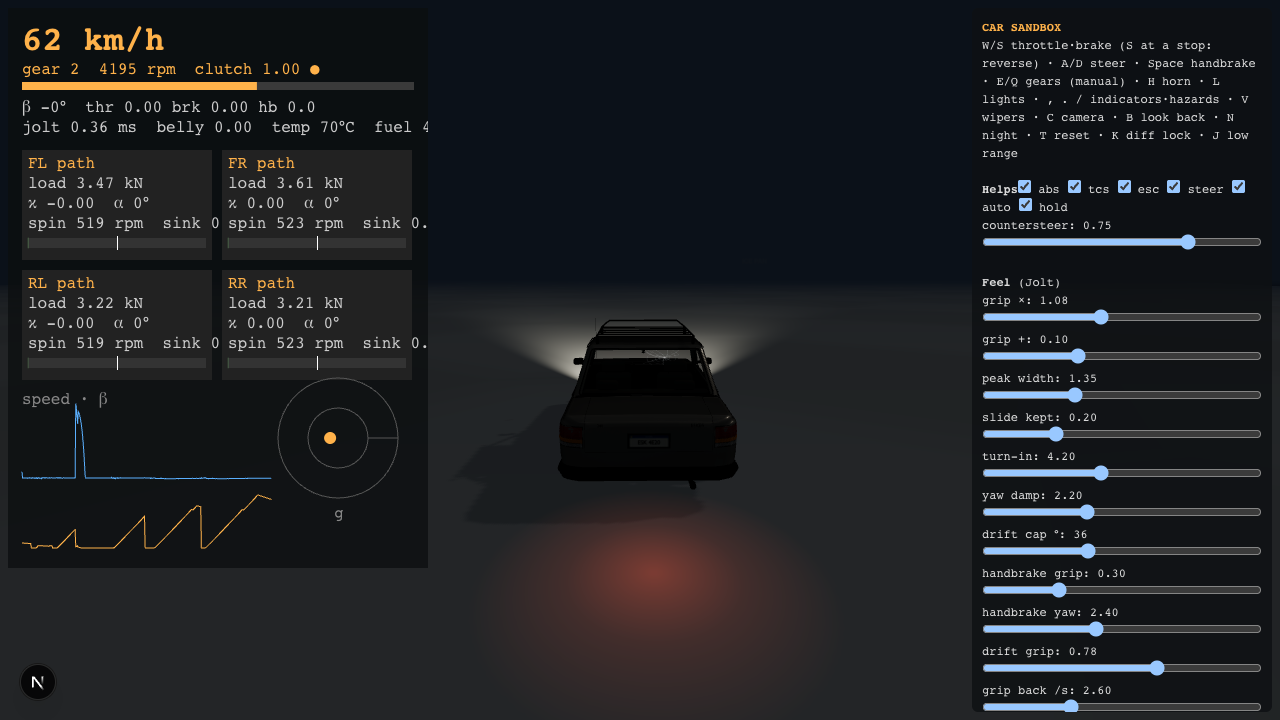 62 km/h
gear 2 4195 rpm clutch 1.00
β -0° thr 0.00 brk 0.00 hb 0.0
jolt 0.36 ms belly 0.00 temp 70°C fuel 4
FL path
load 3.47 kN
ϰ -0.00 α 0°
spin 519 rpm sink 0
FR path
load 3.61 kN
ϰ 0.00 α 0°
spin 523 rpm sink 0.
RL path
load 3.22 kN
ϰ -0.00 α 0°
spin 519 rpm sink 0
RR path
load 3.21 kN
ϰ 0.00 α 0°
spin 523 rpm sink 0.
speed · β
g
N
CAR SANDBOX
W/S throttle·brake (S at a stop:
reverse) · A/D steer · Space handbrake
· E/Q gears (manual) · H horn · L
lights · , . / indicators·hazards · V
wipers · C camera · B look back · N
night · T reset · K diff lock · J low
range
Helps abs tcs esc steer
auto hold
countersteer: 0.75
Feel (Jolt)
grip ×: 1.08
grip +: 0.10
peak width: 1.35
slide kept: 0.20
turn-in: 4.20
yaw damp: 2.20
drift cap °: 36
handbrake grip: 0.30
handbrake yaw: 2.40
drift grip: 0.78
grip back /s: 2.60